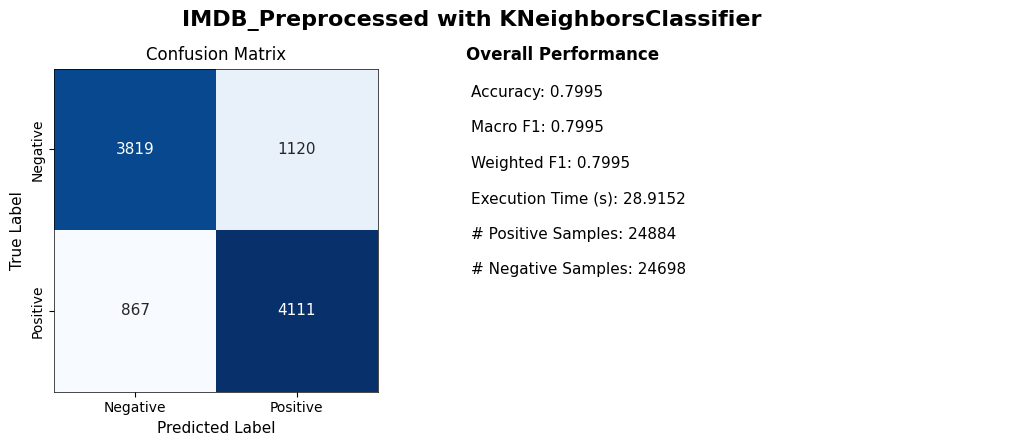 IMDB_Preprocessed with KNeighborsClassifier
Confusion Matrix
True Label
Negative
Positive
3819 1120
867 4111
Negative Positive
Predicted Label
Overall Performance
Accuracy: 0.7995
Macro F1: 0.7995
Weighted F1: 0.7995
Execution Time (s): 28.9152
# Positive Samples: 24884
# Negative Samples: 24698